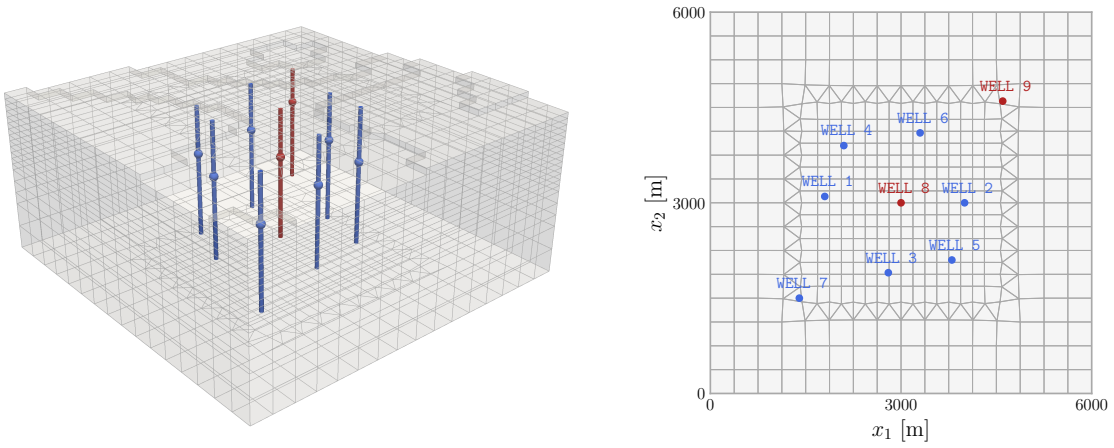 6000
WELL 9
WELL 4
WELL 6
WELL 1
WELL 8
WELL 2
3000
x₂ [m]
WELL 5
WELL 3
WELL 7
0
0
3000
6000
x₁ [m]